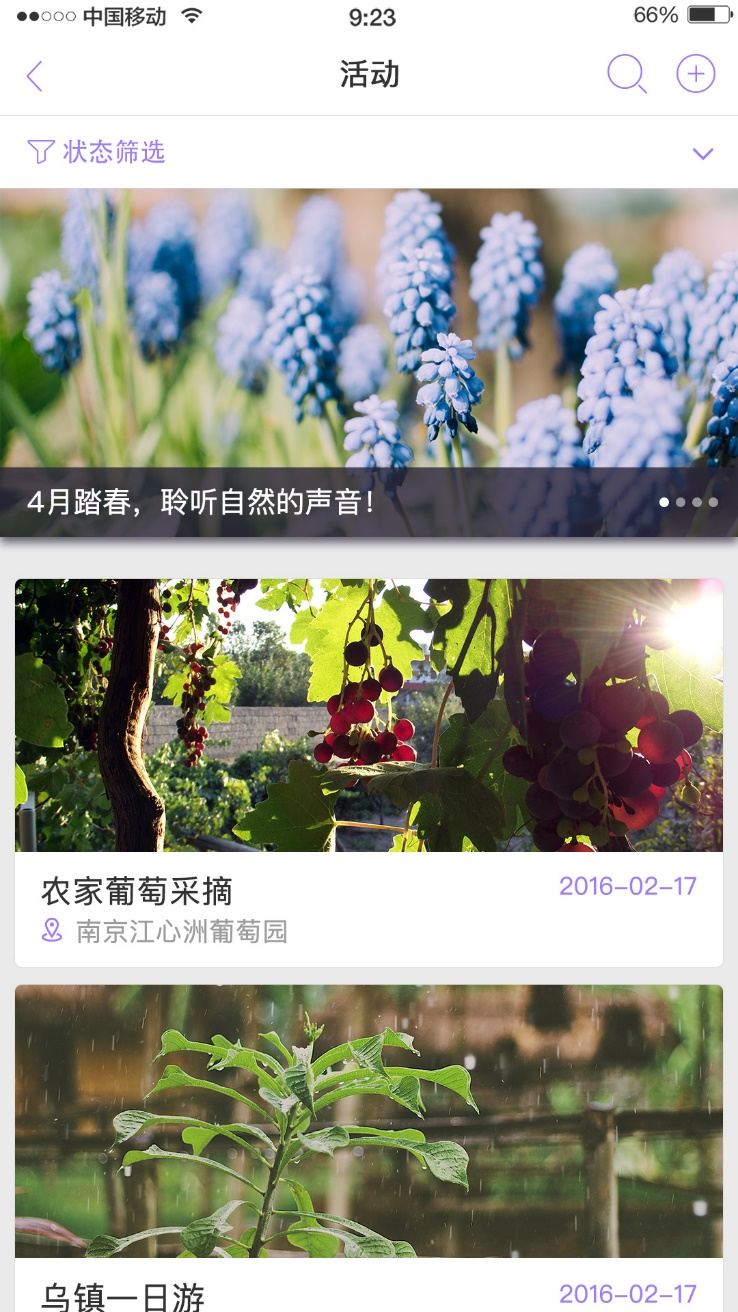 中国移动
9:23
66%
活动
状态筛选
4月踏春，聆听自然的声音！
农家葡萄采摘
2016-02-17
南京江心洲葡萄园
乌镇一日游
2016-02-17